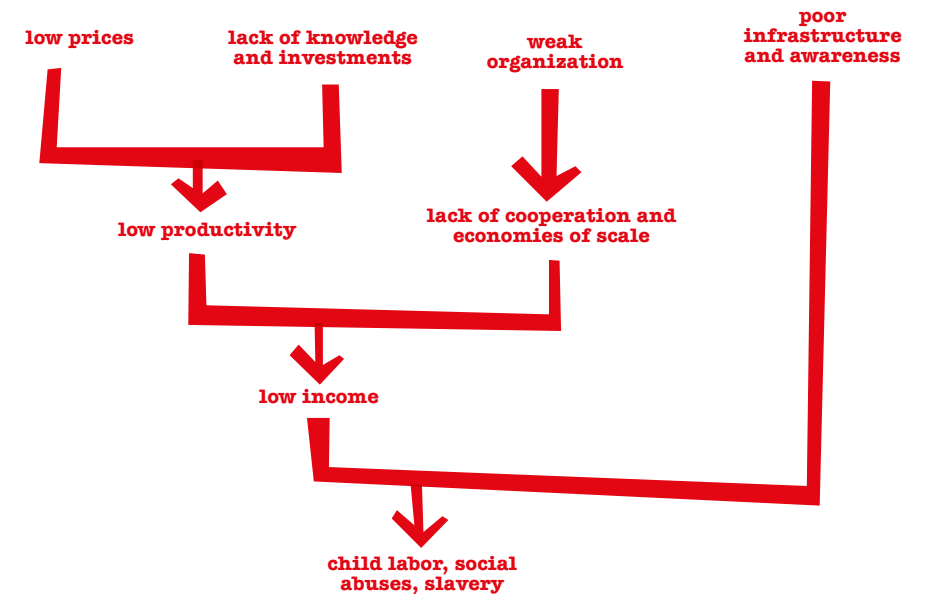 low prices
lack of knowledge
and investments
weak
organization
poor
infrastructure
and awareness
low productivity
lack of cooperation and
economies of scale
low income
child labor, social
abuses, slavery